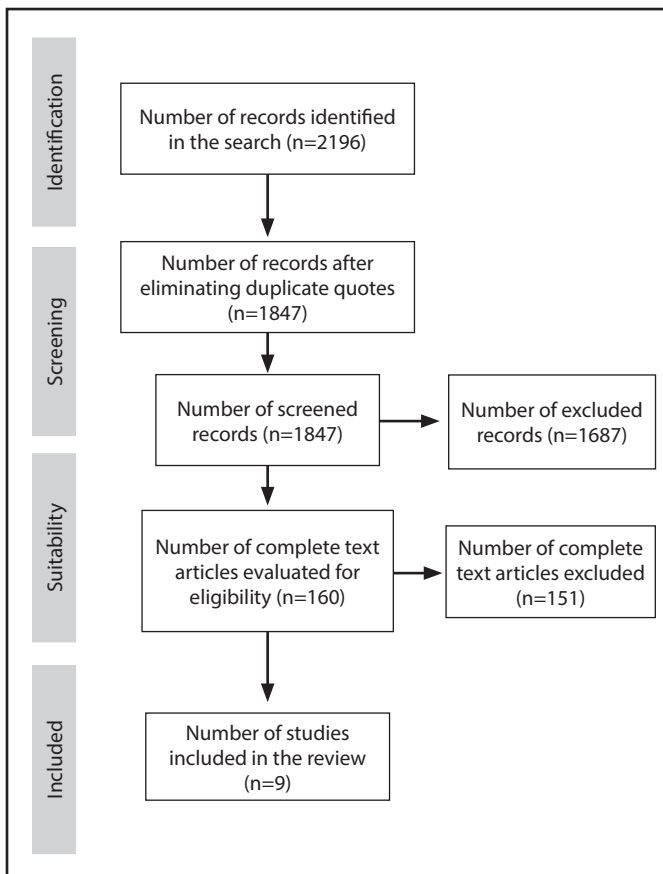 Identification
Number of records identified
in the search (n=2196)
Screening
Number of records after
eliminating duplicate quotes
(n=1847)
Number of screened
records (n=1847)
Number of excluded
records (n=1687)
Suitability
Number of complete text
articles evaluated for
eligibility (n=160)
Number of complete
text articles excluded
(n=151)
Included
Number of studies
included in the review
(n=9)